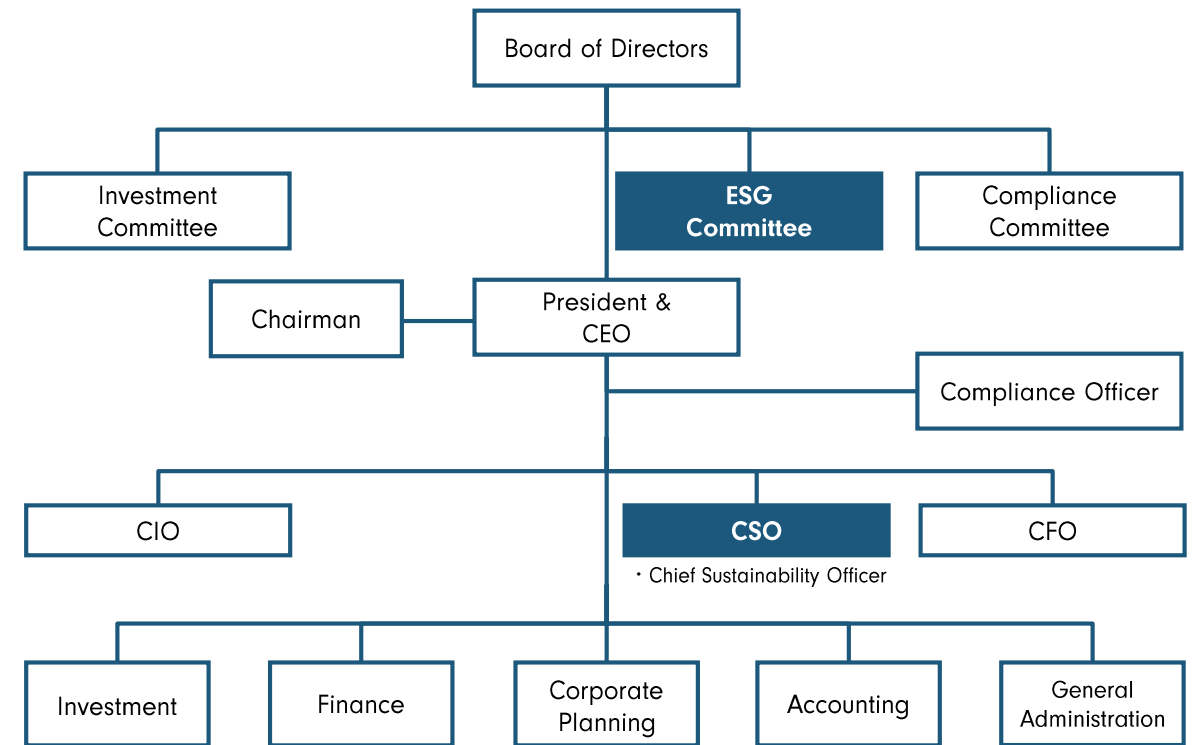 Board of Directors
Investment
Committee
ESG
Committee
Compliance
Committee
Chairman
President &
CEO
Compliance Officer
CIO
CSO
CFO
・Chief Sustainability Officer
Investment
Finance
Corporate
Planning
Accounting
General
Administration